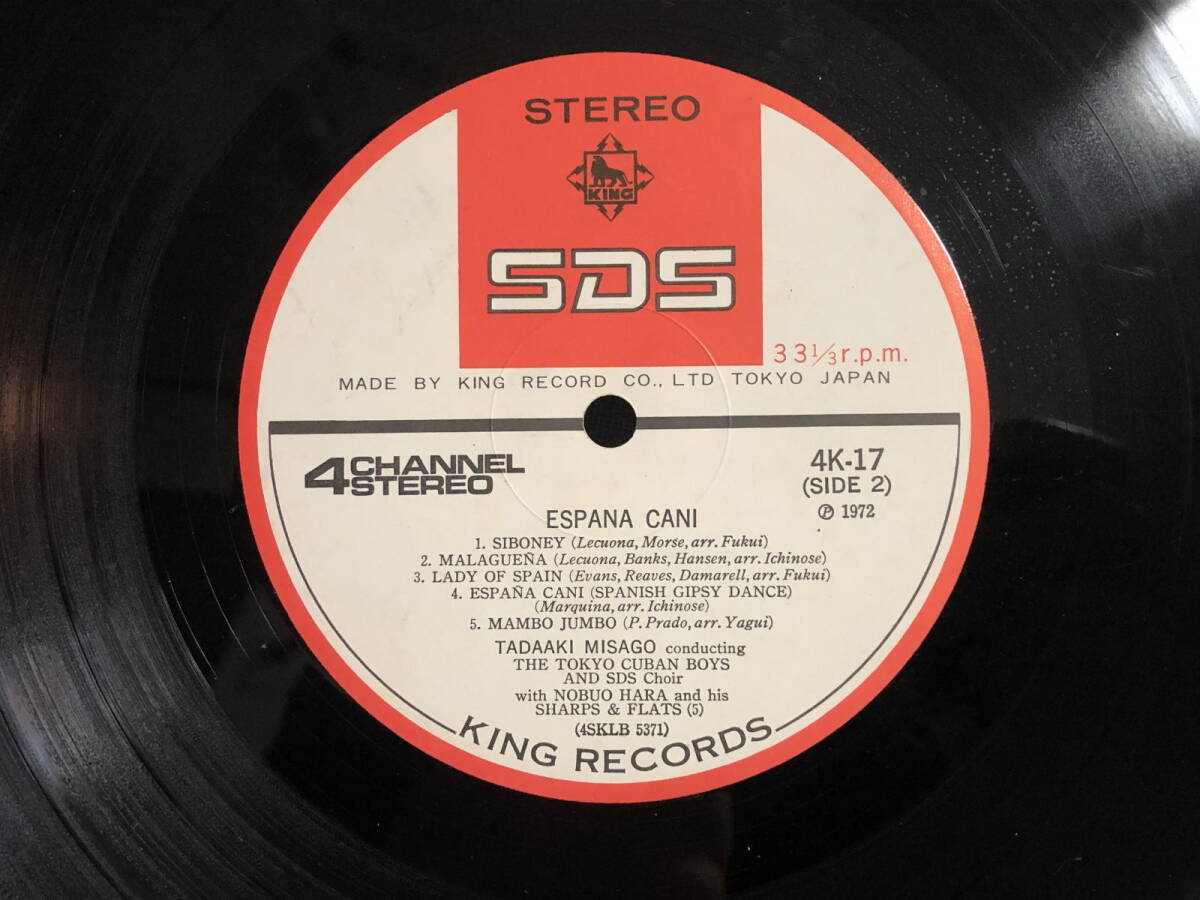 STEREO
KING
SDS
33⅓r.p.m.
MADE BY KING RECORD CO., LTD TOKYO JAPAN
4 CHANNEL
STEREO
4K-17
(SIDE 2)
℗ 1972
ESPANA CANI
1. SIBONEY (Lecuona, Morse, arr. Fukui)
2. MALAGUEÑA (Lecuona, Banks, Hansen, arr. Ichinose)
3. LADY OF SPAIN (Evans, Reaves, Damarell, arr. Fukui)
4. ESPAÑA CANI (SPANISH GIPSY DANCE)
(Marquina, arr. Ichinose)
5. MAMBO JUMBO (P. Prado, arr. Yagui)
TADAAKI MISAGO conducting
THE TOKYO CUBAN BOYS
AND SDS Choir
with NOBUO HARA and his
SHARPS & FLATS (5)
(4SKLB 5371)
KING RECORDS